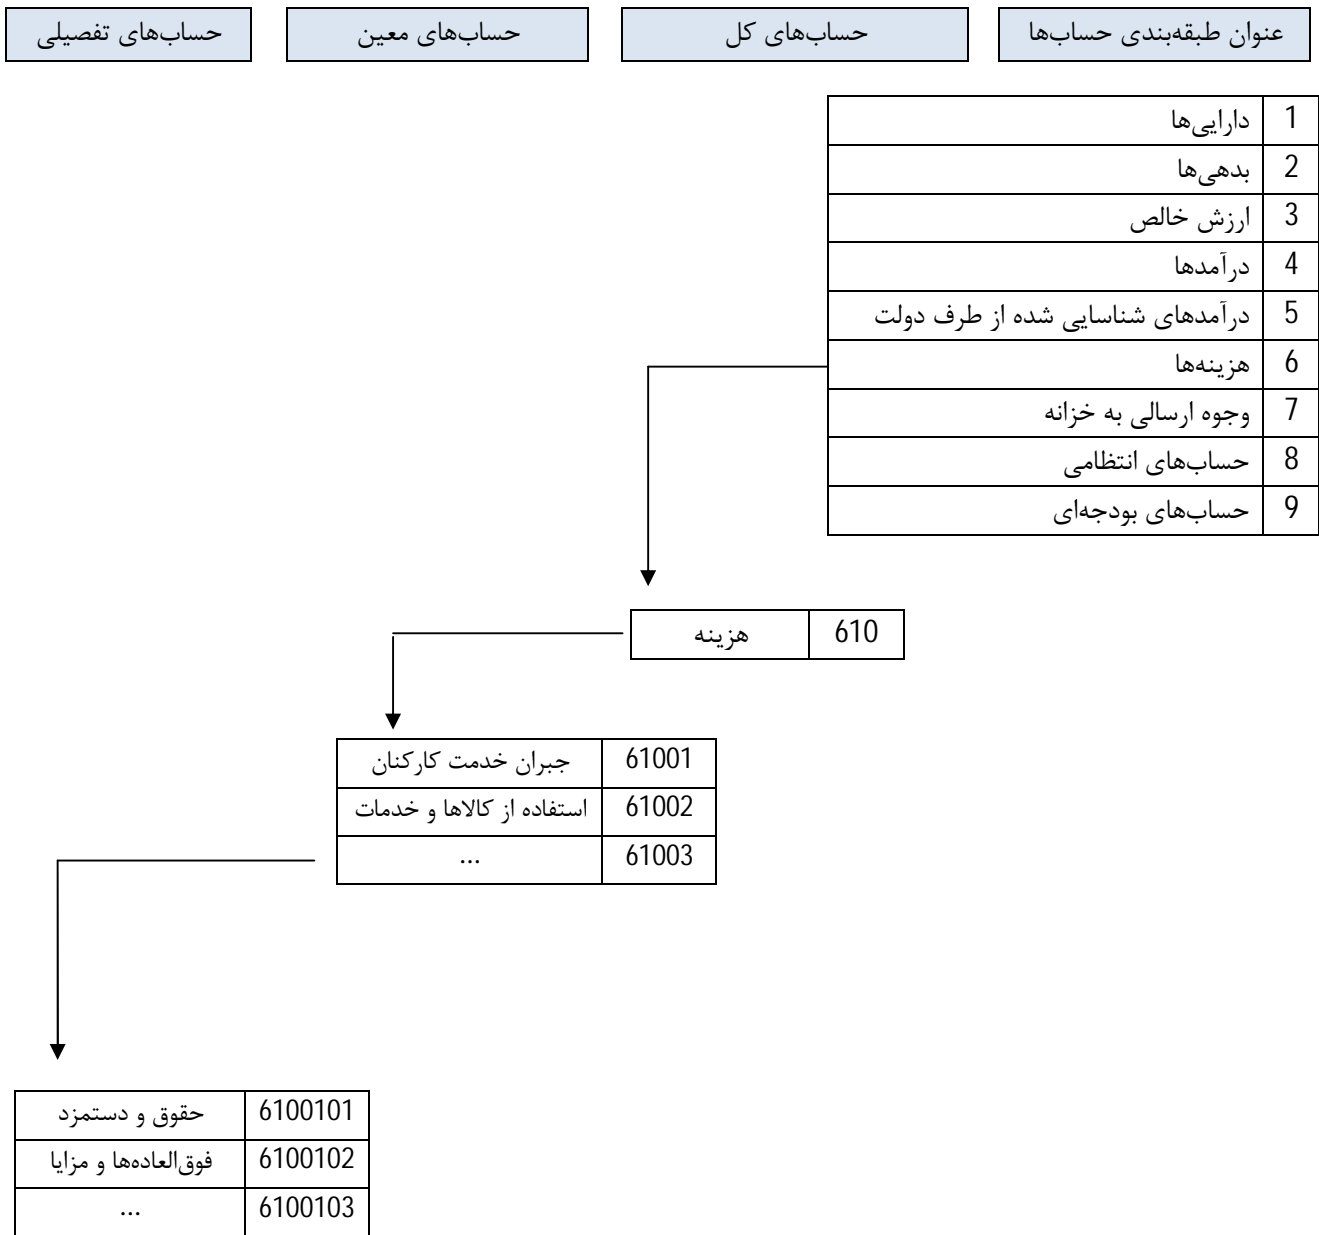 عنوان طبقه‌بندی حساب‌ها
حساب‌های کل
حساب‌های معین
حساب‌های تفصیلی
1 دارایی‌ها
2 بدهی‌ها
3 ارزش خالص
4 درآمدها
5 درآمدهای شناسایی شده از طرف دولت
6 هزینه‌ها
7 وجوه ارسالی به خزانه
8 حساب‌های انتظامی
9 حساب‌های بودجه‌ای
610 هزینه
61001 جبران خدمت کارکنان
61002 استفاده از کالاها و خدمات
61003 ...
6100101 حقوق و دستمزد
6100102 فوق‌العاده‌ها و مزایا
6100103 ...